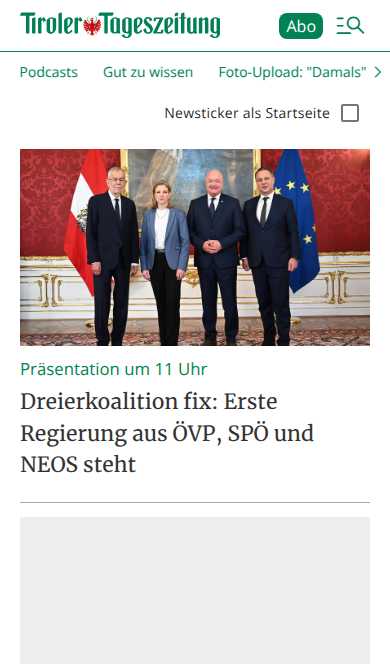 Tiroler Tageszeitung
Abo
Podcasts Gut zu wissen Foto-Upload: "Damals"
Newsticker als Startseite
Präsentation um 11 Uhr
Dreierkoalition fix: Erste
Regierung aus ÖVP, SPÖ und
NEOS steht